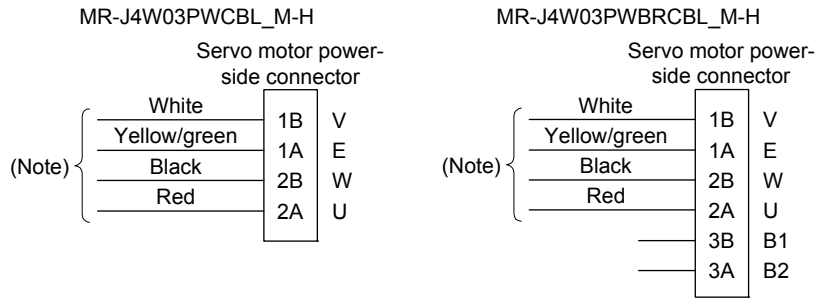 MR-J4W03PWCBL_M-H
Servo motor power-
side connector
White 1B V
Yellow/green 1A E
(Note) Black 2B W
Red 2A U
MR-J4W03PWBRCBL_M-H
Servo motor power-
side connector
White 1B V
Yellow/green 1A E
(Note) Black 2B W
Red 2A U
3B B1
3A B2